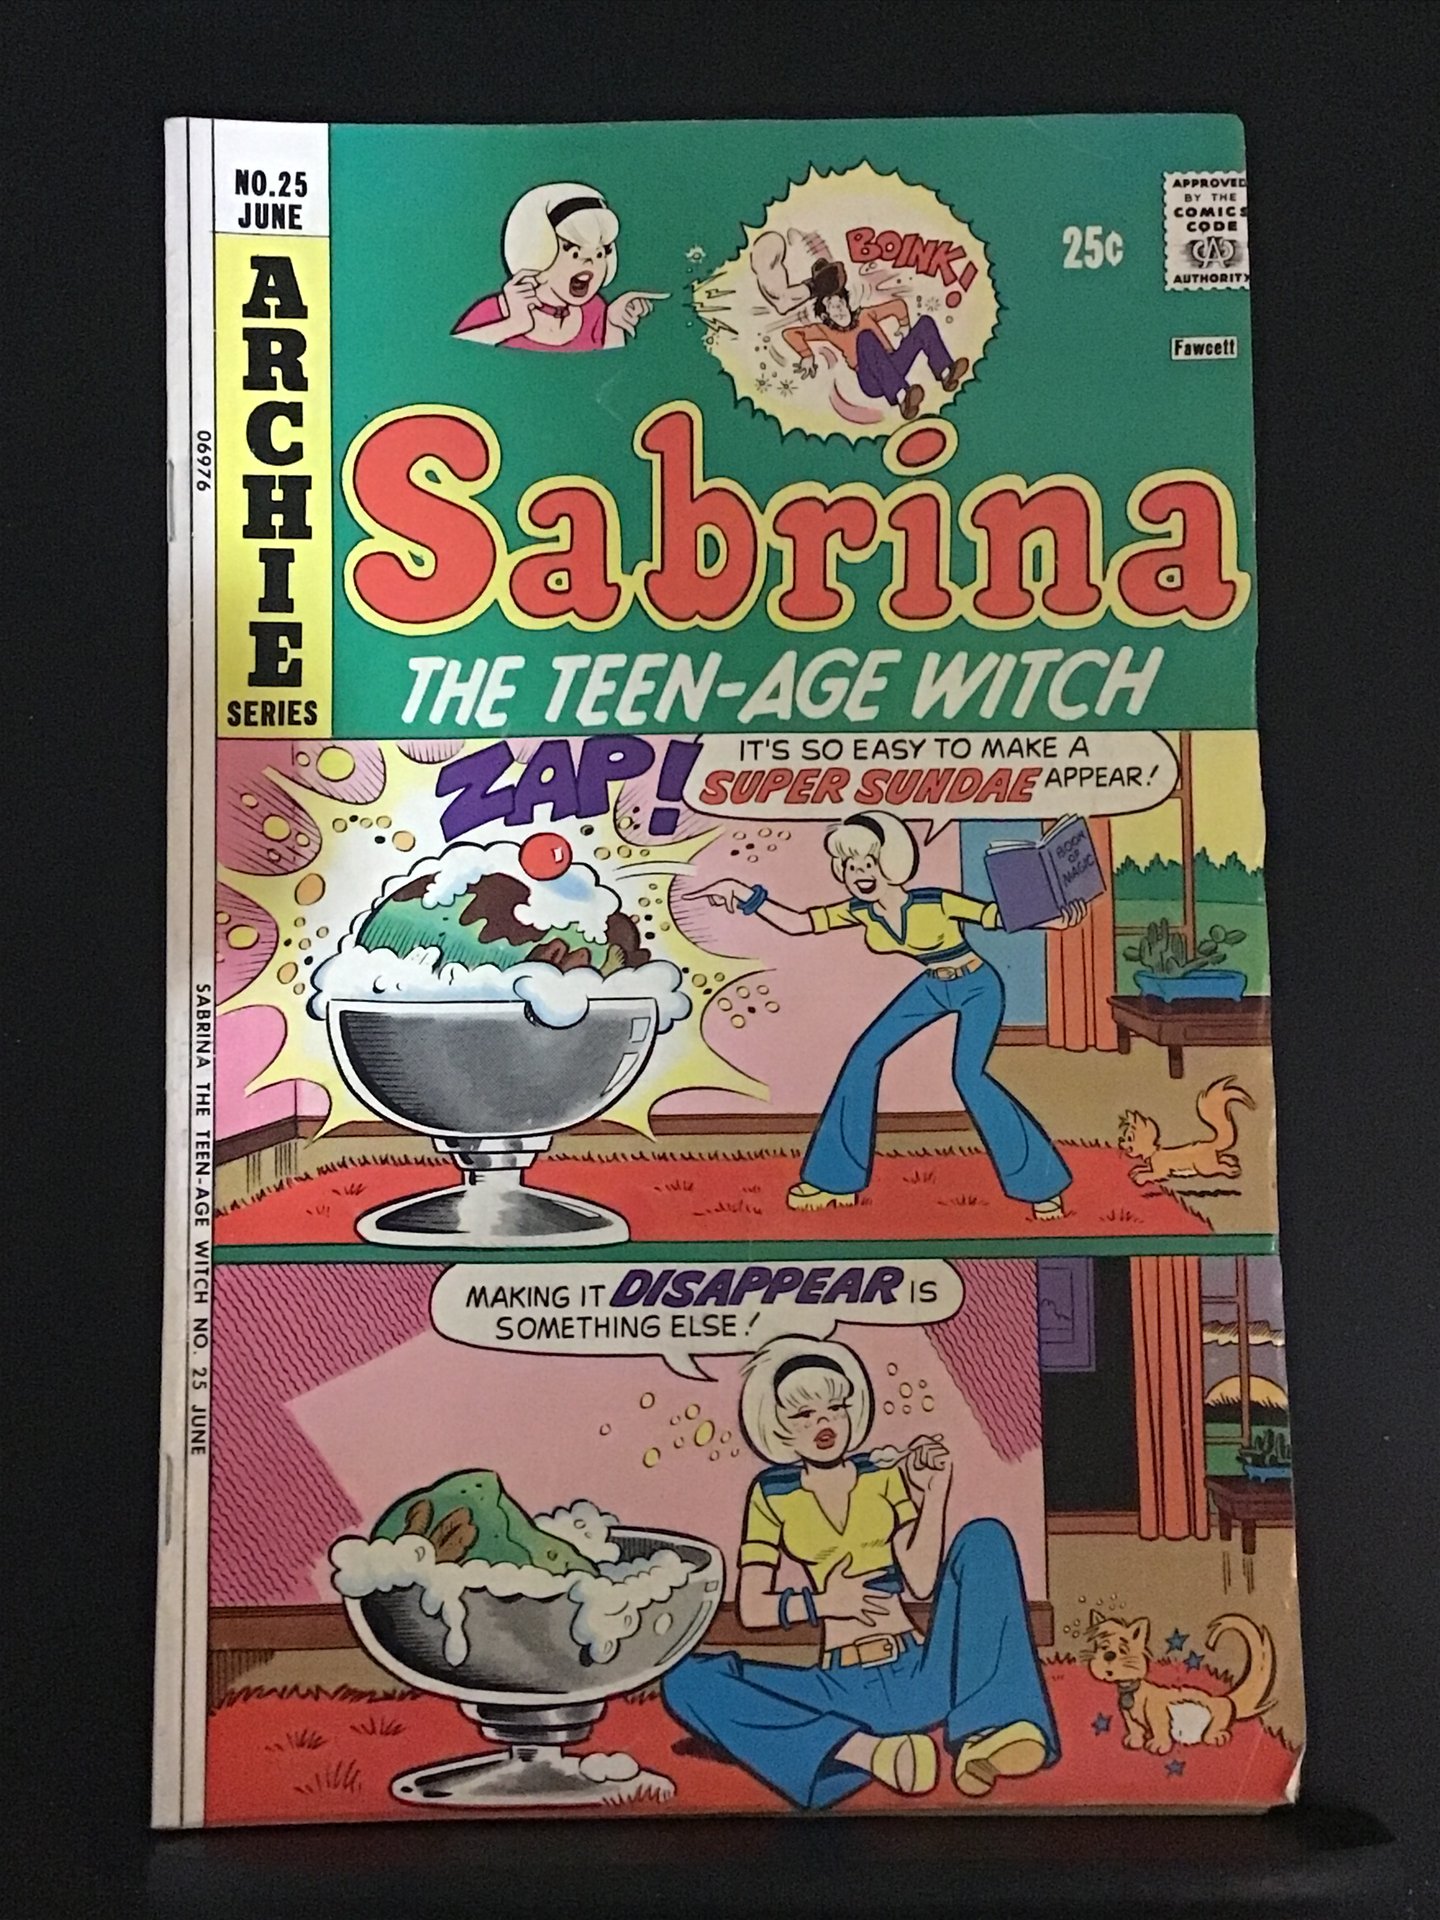 NO.25
JUNE
ARCHIE
SERIES
06976
SABRINA THE TEEN-AGE WITCH NO. 25 JUNE
BOINK!
25¢
APPROVED
BY THE
COMICS
CODE
CA
AUTHORITY
Fawcett
Sabrina
THE TEEN-AGE WITCH
ZAP!
IT'S SO EASY TO MAKE A
SUPER SUNDAE APPEAR!
BOOK
OF
MAGIC
MAKING IT DISAPPEAR IS
SOMETHING ELSE!